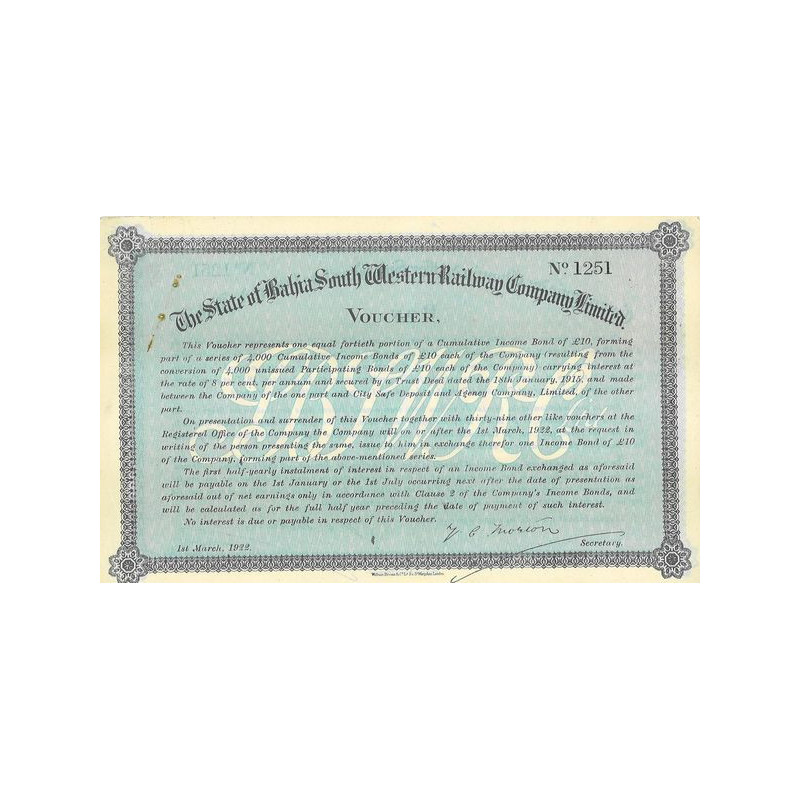 Nº 1251
The State of Bahia South Western Railway Company Limited.
VOUCHER,
This Voucher represents one equal fortieth portion of a Cumulative Income Bond of £10, forming
part of a series of 4,000 Cumulative Income Bonds of £10 each of the Company (resulting from the
conversion of 4,000 unissued Participating Bonds of £10 each of the Company) carrying interest at
the rate of 8 per cent. per annum and secured by a Trust Deed dated the 18th January, 1915, and made
between the Company of the one part and City Safe Deposit and Agency Company, Limited, of the other
part.
On presentation and surrender of this Voucher together with thirty-nine other like vouchers at the
Registered Office of the Company the Company will on or after the 1st March, 1922, at the request in
writing of the person presenting the same, issue to him in exchange therefor one Income Bond of £10
of the Company, forming part of the above-mentioned series.
The first half-yearly instalment of interest in respect of an Income Bond exchanged as aforesaid
will be payable on the 1st January or the 1st July occurring next after the date of presentation as
aforesaid out of net earnings only in accordance with Clause 2 of the Company's Income Bonds, and
will be calculated as for the full half year preceding the date of payment of such interest.
No interest is due or payable in respect of this Voucher.
1st March, 1922.
Secretary.